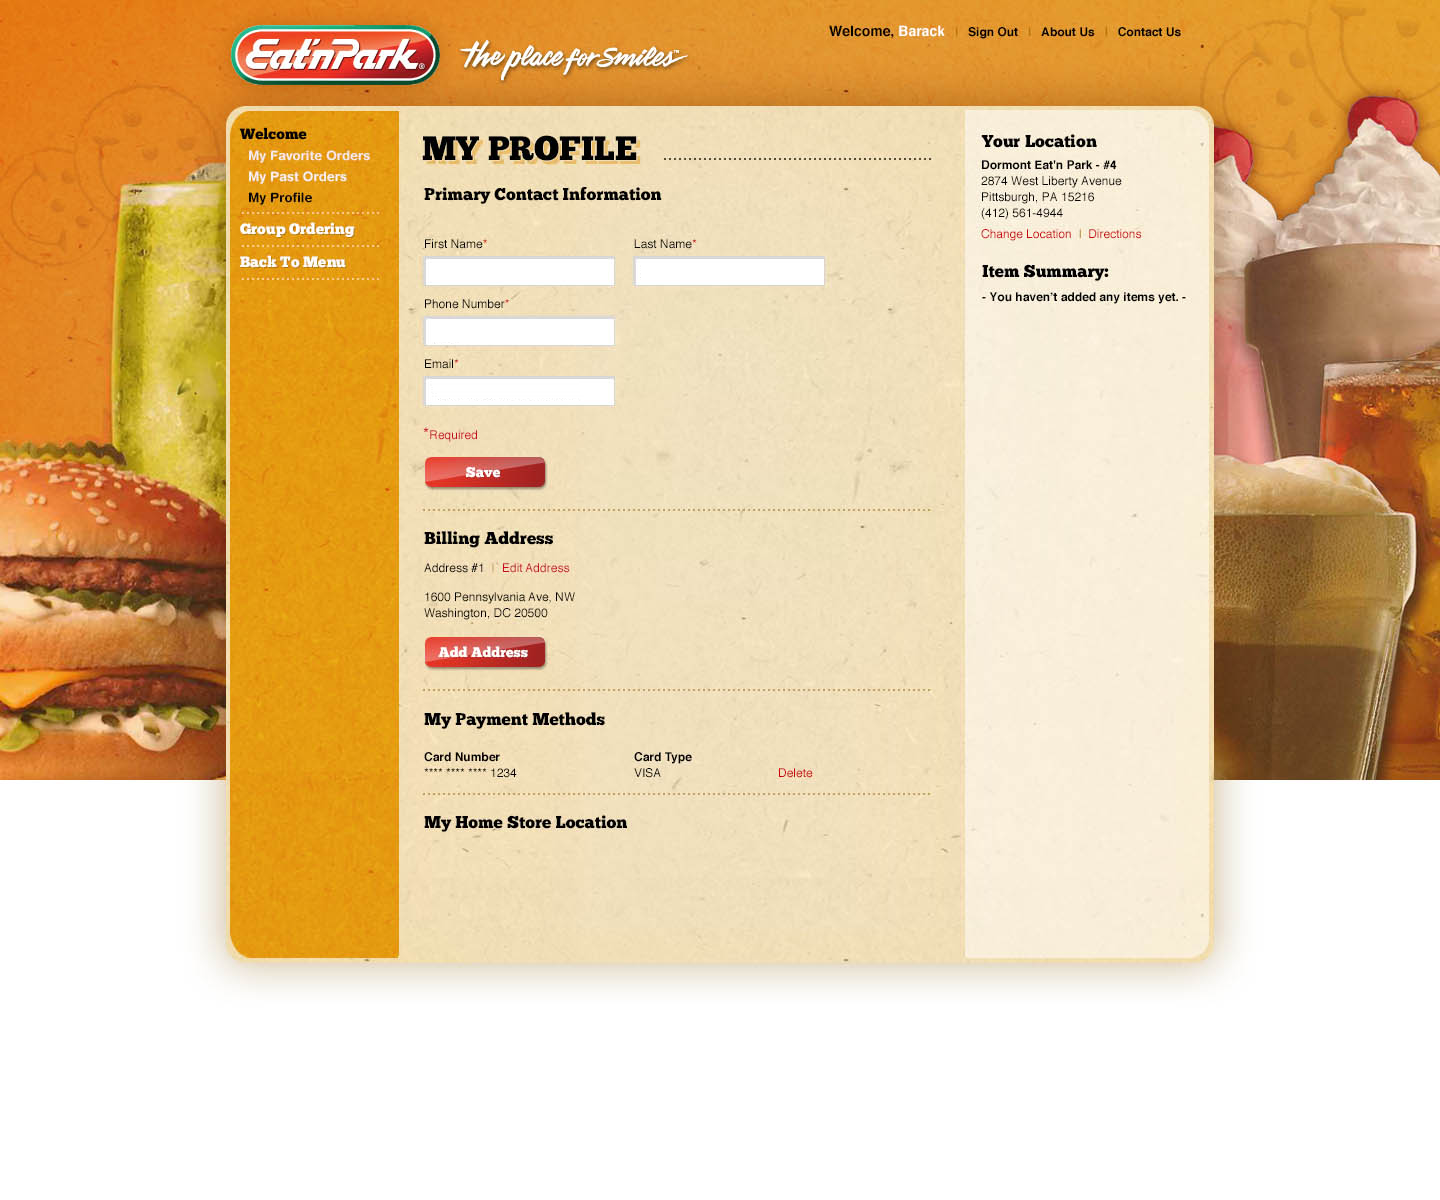 Eat'nPark®
The place for Smiles™
Welcome, Barack | Sign Out | About Us | Contact Us
Welcome
My Favorite Orders
My Past Orders
My Profile
Group Ordering
Back To Menu
MY PROFILE
Primary Contact Information
First Name*
Last Name*
Phone Number*
Email*
*Required
Save
Billing Address
Address #1 | Edit Address
1600 Pennsylvania Ave, NW
Washington, DC 20500
Add Address
My Payment Methods
Card Number
Card Type
**** **** **** 1234
VISA
Delete
My Home Store Location
Your Location
Dormont Eat'n Park - #4
2874 West Liberty Avenue
Pittsburgh, PA 15216
(412) 561-4944
Change Location | Directions
Item Summary:
- You haven't added any items yet. -